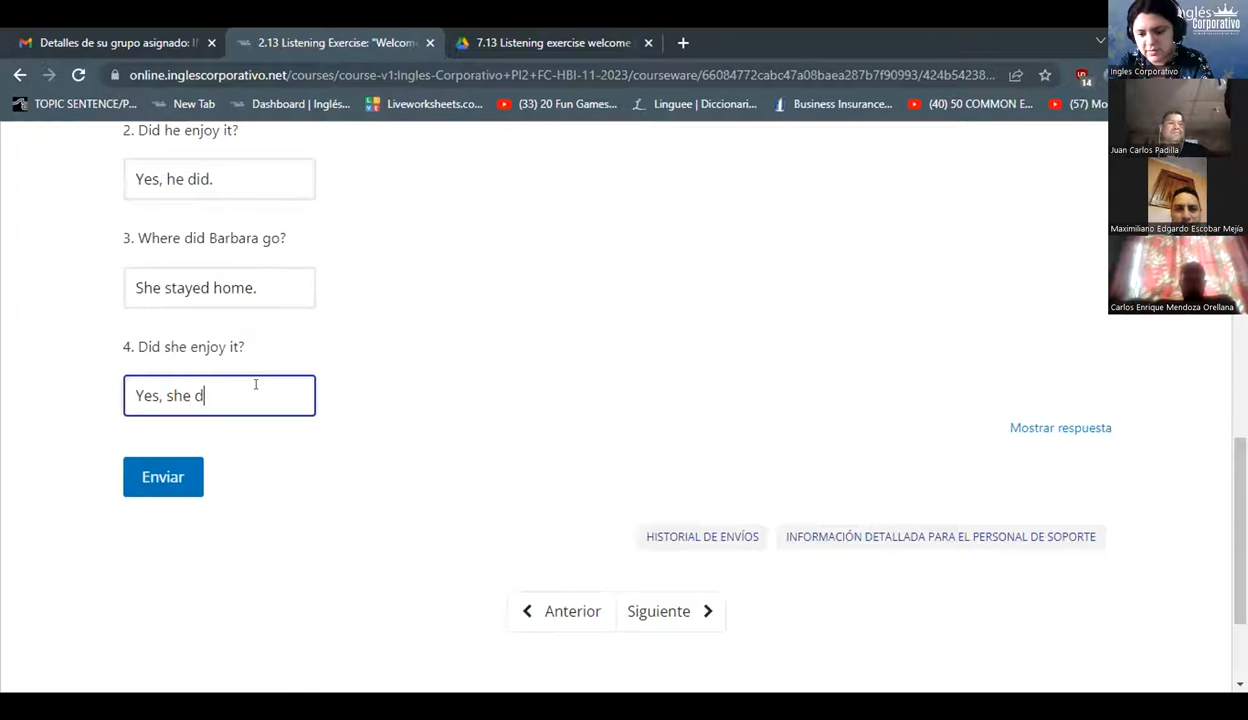 Detalles de su grupo asignado: I
2.13 Listening Exercise: "Welcom
7.13 Listening exercise welcome
online.inglescorporativo.net/courses/course-v1:Ingles-Corporativo+PI2+FC-HBI-11-2023/courseware/66084772cabc47a08baea287b7f90993/424b54238...
14
TOPIC SENTENCE/P...
New Tab
Dashboard | Inglés...
Liveworksheets.co...
(33) 20 Fun Games...
Linguee | Diccionari...
Business Insurance...
(40) 50 COMMON E...
(57) Mo
2. Did he enjoy it?
Yes, he did.
3. Where did Barbara go?
She stayed home.
4. Did she enjoy it?
Yes, she d
Mostrar respuesta
Enviar
HISTORIAL DE ENVÍOS
INFORMACIÓN DETALLADA PARA EL PERSONAL DE SOPORTE
Anterior
Siguiente
Inglés
Corporativo
Ingles Corporativo
Juan Carlos Padilla
Maximiliano Edgardo Escobar Mejía
Carlos Enrique Mendoza Orellana